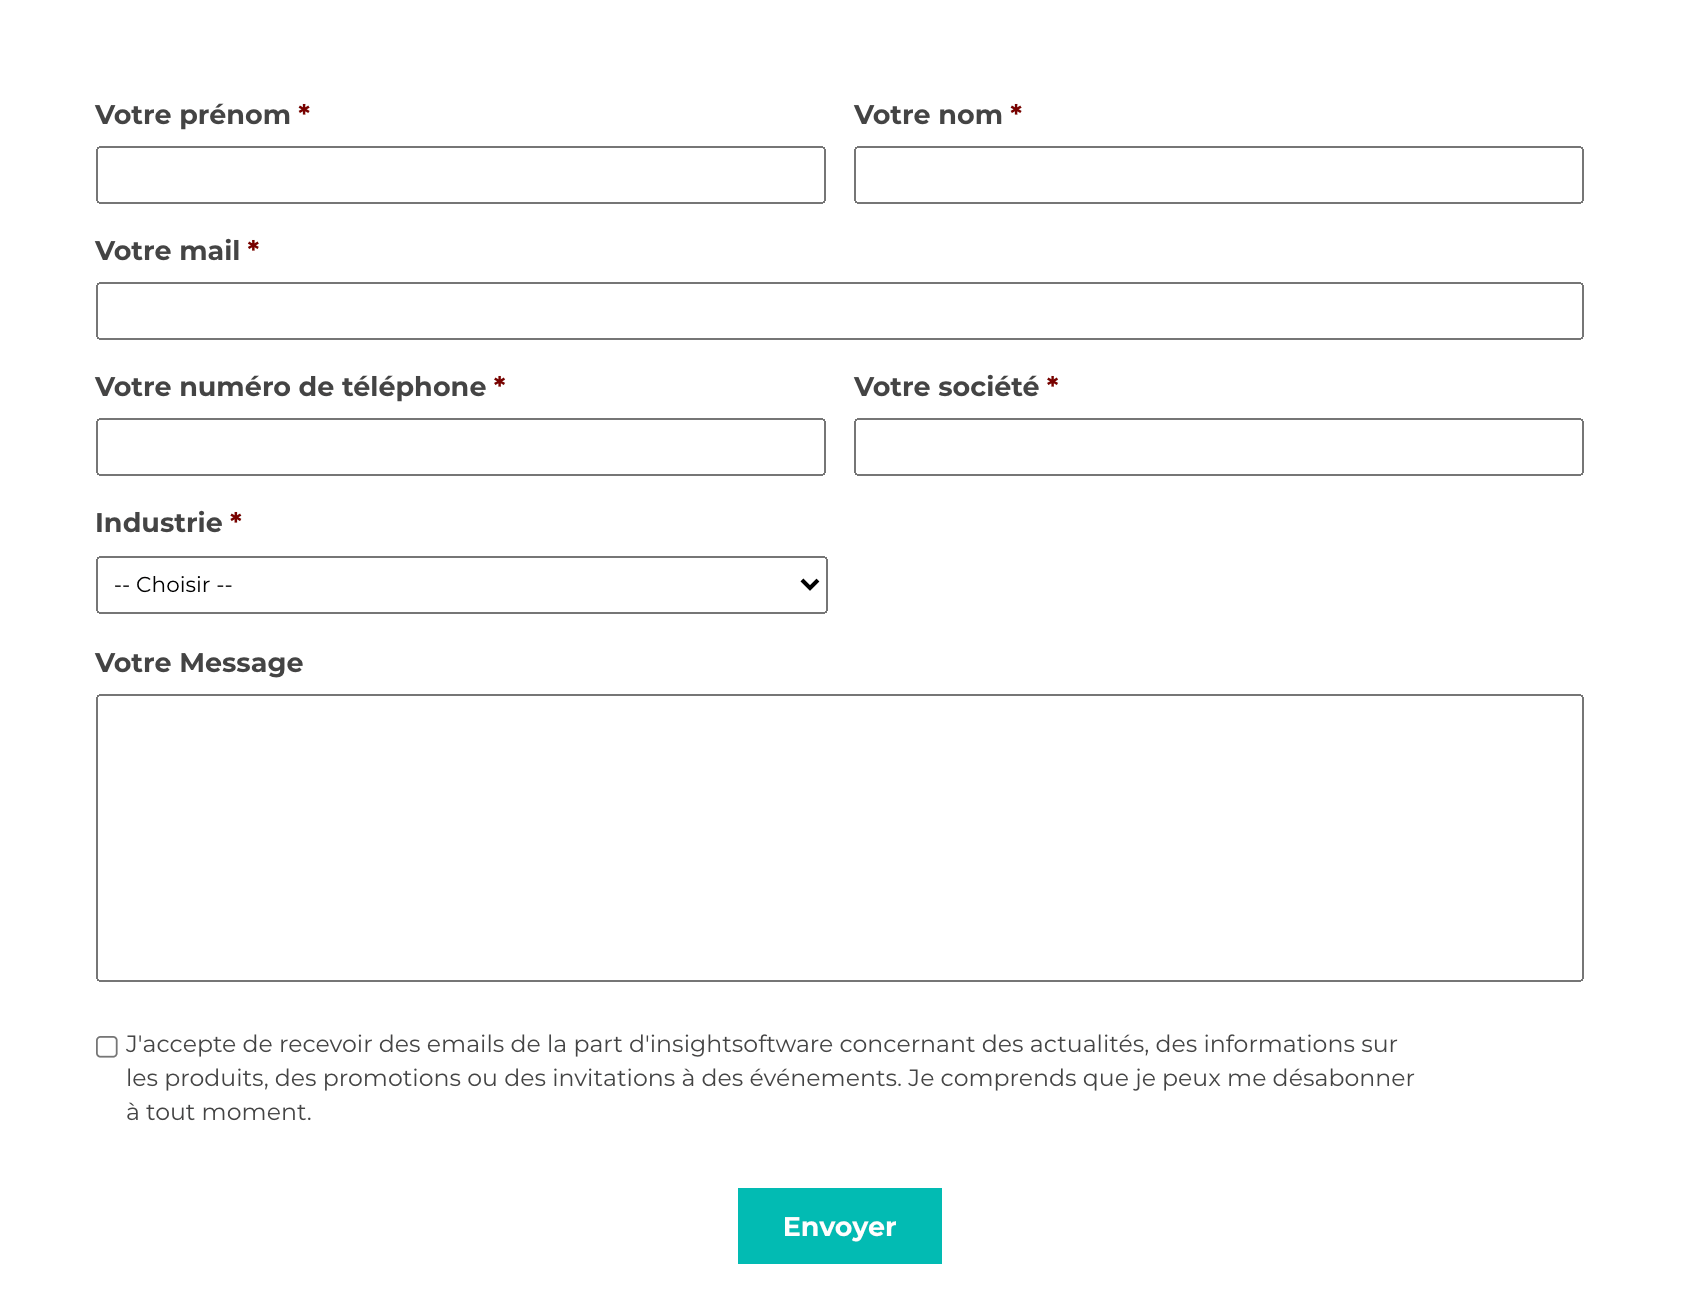 Votre prénom *
Votre nom *
Votre mail *
Votre numéro de téléphone *
Votre société *
Industrie *
-- Choisir --
Votre Message
J'accepte de recevoir des emails de la part d'insightsoftware concernant des actualités, des informations sur
les produits, des promotions ou des invitations à des événements. Je comprends que je peux me désabonner
à tout moment.
Envoyer